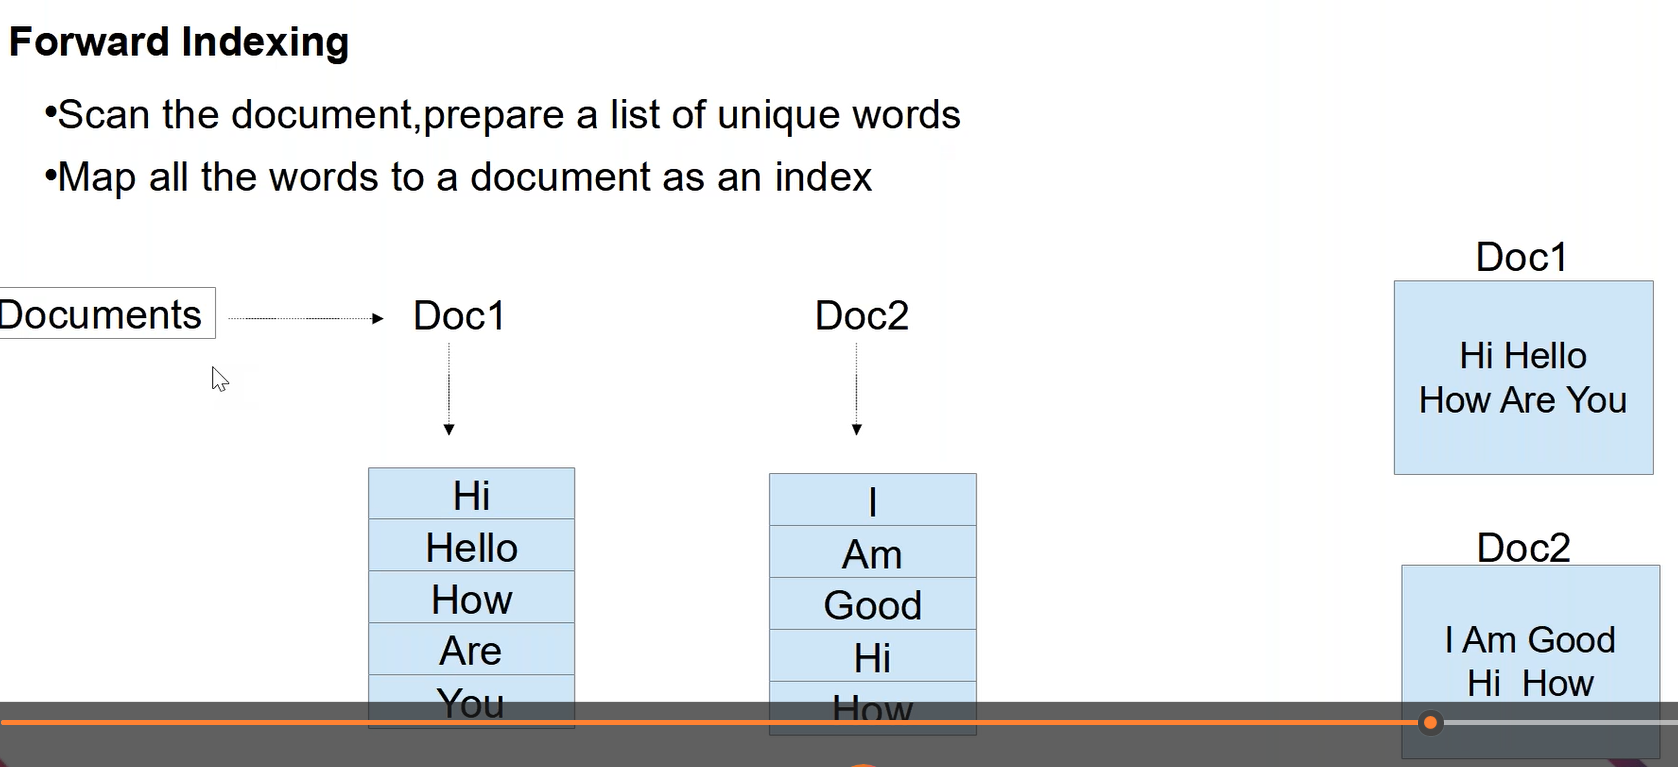 Forward Indexing
•Scan the document,prepare a list of unique words
•Map all the words to a document as an index
Documents
Doc1
Doc2
Hi
Hello
How
Are
You
I
Am
Good
Hi
How
Doc1
Hi Hello
How Are You
Doc2
I Am Good
Hi How